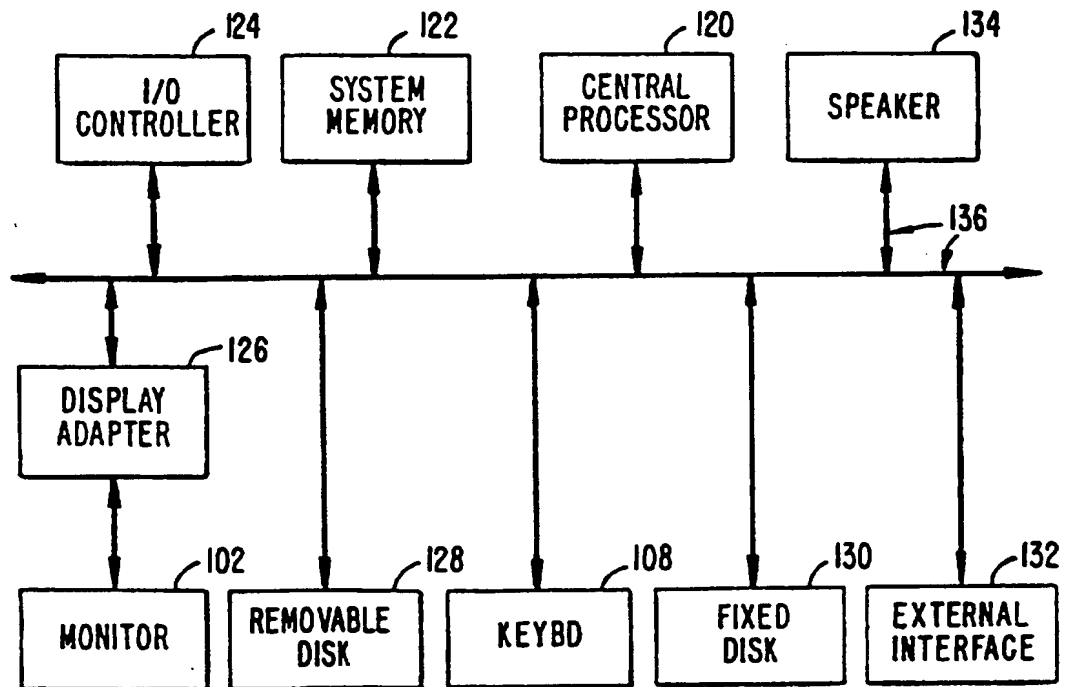 124
122
120
134
I/O
CONTROLLER
SYSTEM
MEMORY
CENTRAL
PROCESSOR
SPEAKER
136
126
DISPLAY
ADAPTER
102
128
108
130
132
MONITOR
REMOVABLE
DISK
KEYBD
FIXED
DISK
EXTERNAL
INTERFACE